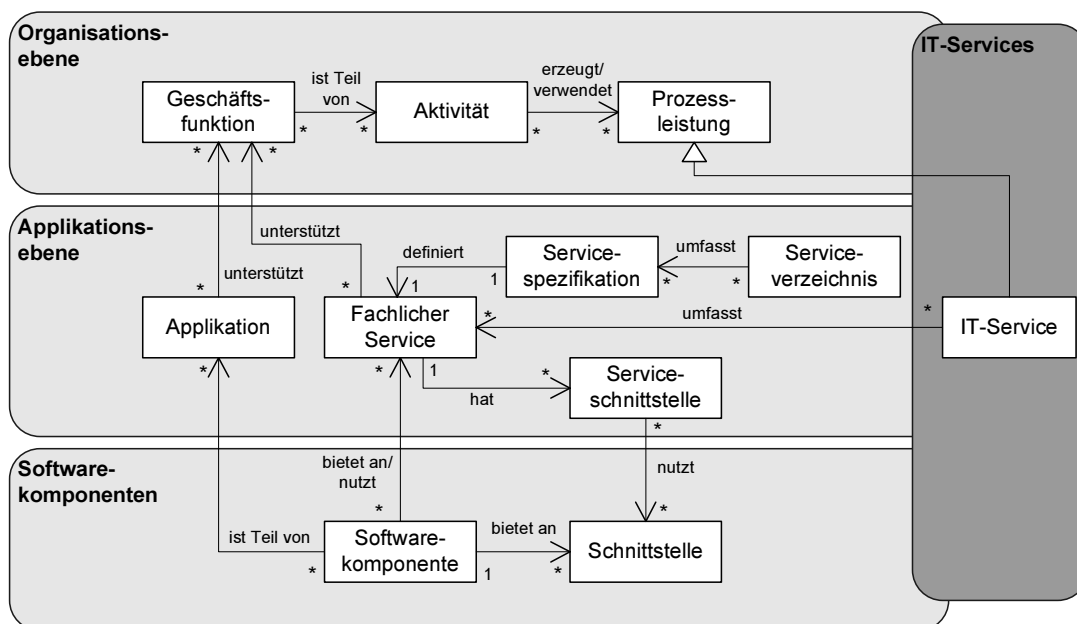 Organisations-
ebene
IT-Services
ist Teil
von
erzeugt/
verwendet
Geschäfts-
funktion
Aktivität
Prozess-
leistung
*
*
*
*
*
*
Applikations-
ebene
unterstützt
definiert
Service-
spezifikation
umfasst
Service-
verzeichnis
unterstützt
1
1
*
*
*
*
Applikation
Fachlicher
Service
*
umfasst
*
IT-Service
*
*
1
hat
*
Service-
schnittstelle
*
Software-
komponenten
bietet an/
nutzt
nutzt
*
*
ist Teil von
Software-
komponente
bietet an
Schnittstelle
*
1
*